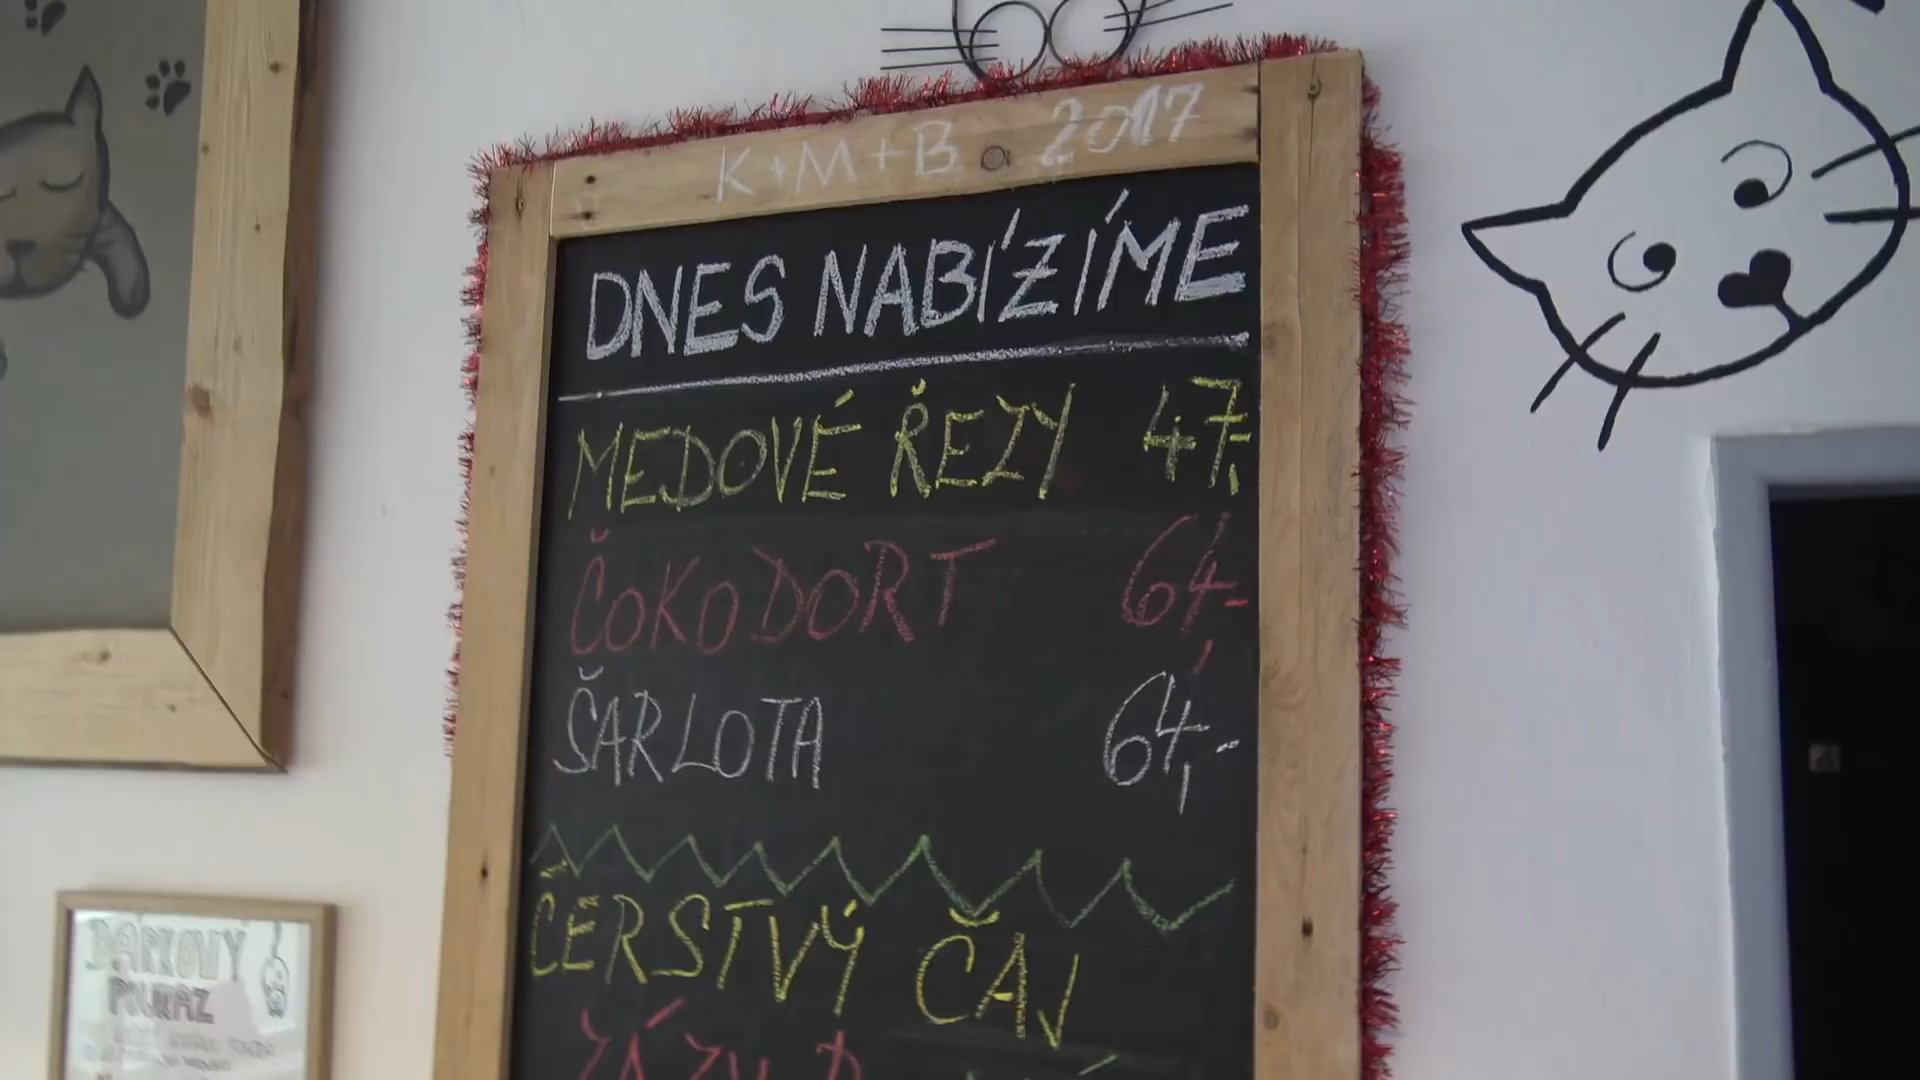 K+M+B 2017
DNES NABÍZÍME
MEDOVÉ ŘEZY 47,-
ČOKODORT 64,-
ŠARLOTA 64,-
ČERSTVÝ ČAJ
DÁRKOVÝ
POUKAZ